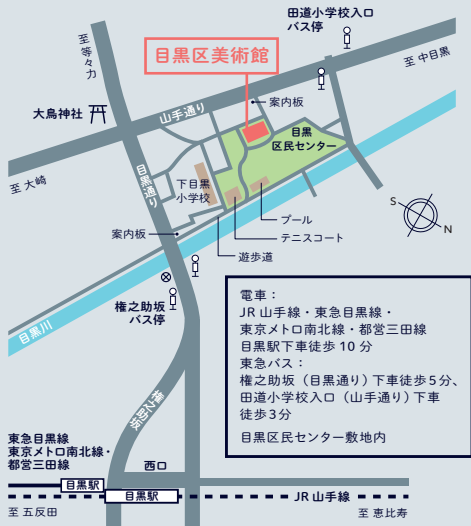 田道小学校入口
バス停
至 等々力
目黒区美術館
至 中目黒
案内板
大鳥神社
山手通り
目黒
区民センター
至 大崎
目黒通り
下目黒
小学校
S
N
プール
案内板
テニスコート
遊歩道
目黒川
権之助坂
バス停
電車：
JR 山手線・東急目黒線・
東京メトロ南北線・都営三田線
目黒駅下車徒歩 10 分
東急バス：
権之助坂（目黒通り）下車徒歩５分、
田道小学校入口（山手通り）下車
徒歩３分
目黒区民センター敷地内
権之助坂
東急目黒線
東京メトロ南北線・
都営三田線
西口
目黒駅
目黒駅
JR 山手線
至 五反田
至 恵比寿